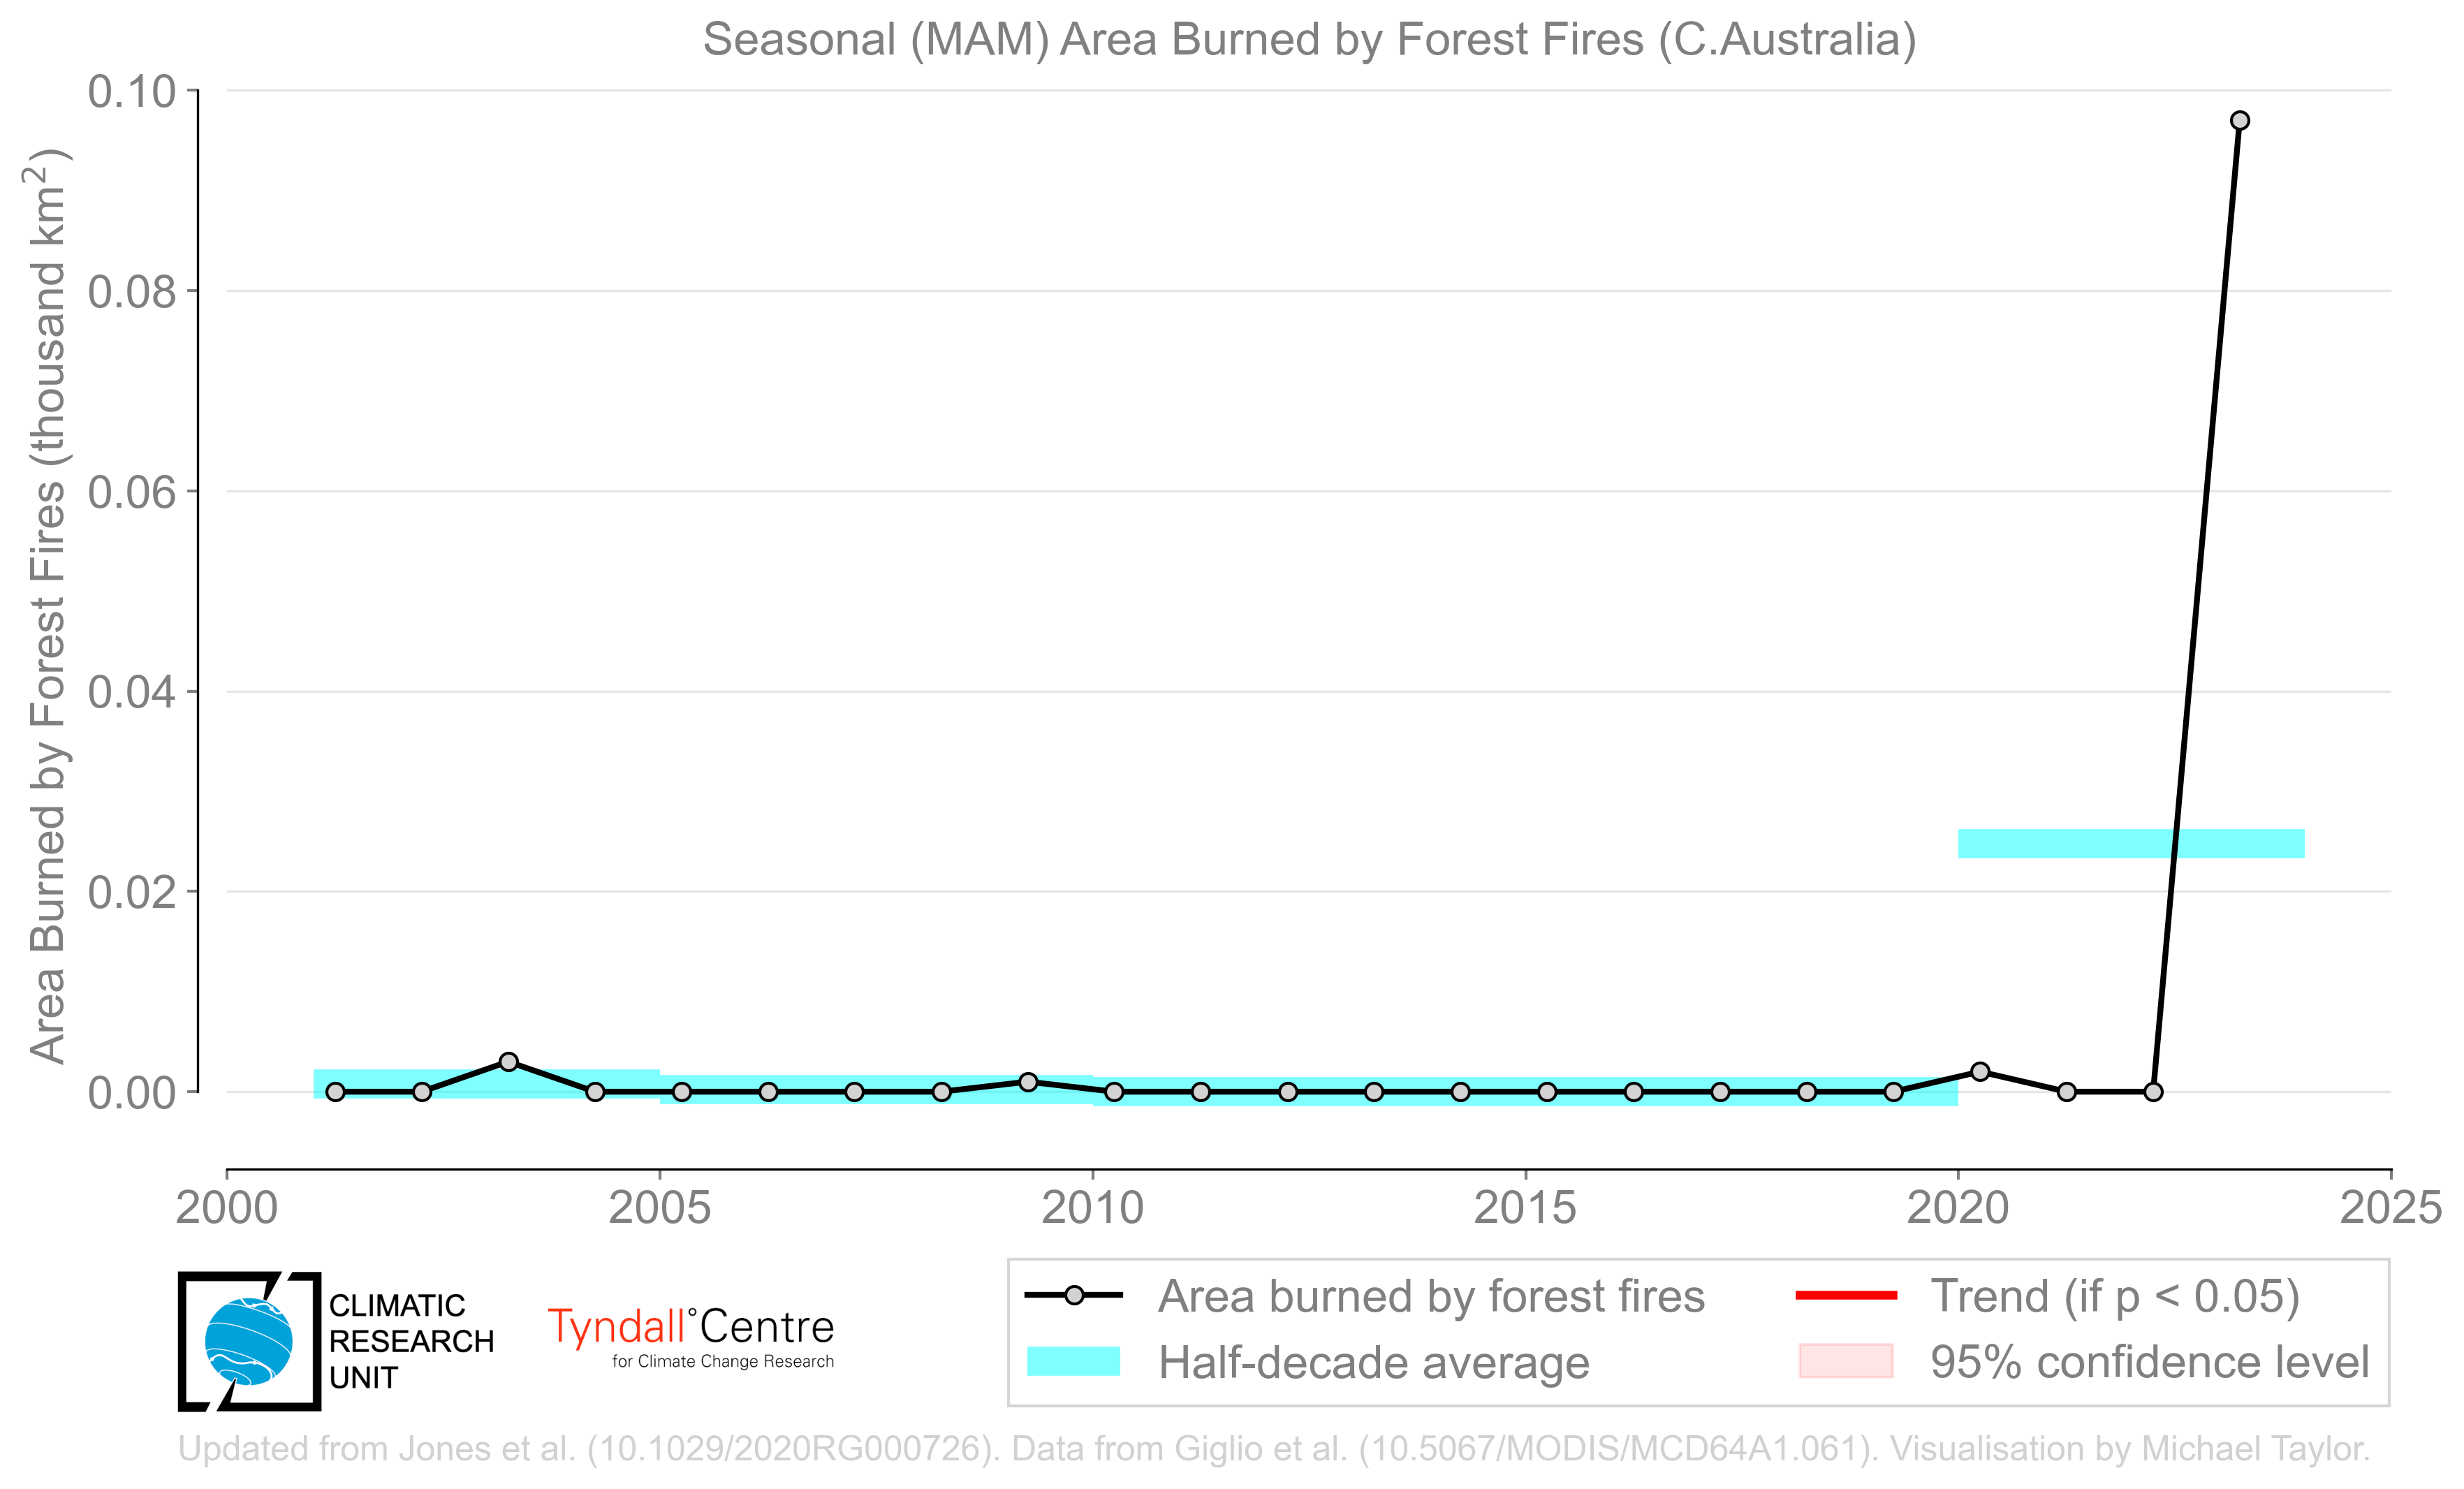 Seasonal (MAM) Area Burned by Forest Fires (C.Australia)
Area Burned by Forest Fires (thousand km²)
0.10
0.08
0.06
0.04
0.02
0.00
2000 2005 2010 2015 2020 2025
CLIMATIC
RESEARCH
UNIT
Tyndall°Centre
for Climate Change Research
Area burned by forest fires
Half-decade average
Trend (if p < 0.05)
95% confidence level
Updated from Jones et al. (10.1029/2020RG000726). Data from Giglio et al. (10.5067/MODIS/MCD64A1.061). Visualisation by Michael Taylor.